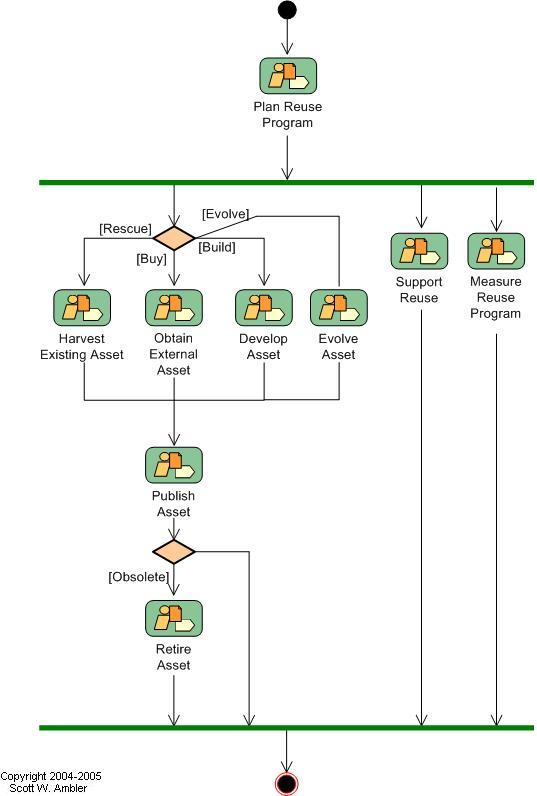 Plan Reuse
Program
[Evolve]
[Rescue]
[Buy]
[Build]
Harvest
Existing Asset
Obtain
External
Asset
Develop
Asset
Evolve
Asset
Support
Reuse
Measure
Reuse
Program
Publish
Asset
[Obsolete]
Retire
Asset
Copyright 2004-2005
Scott W. Ambler